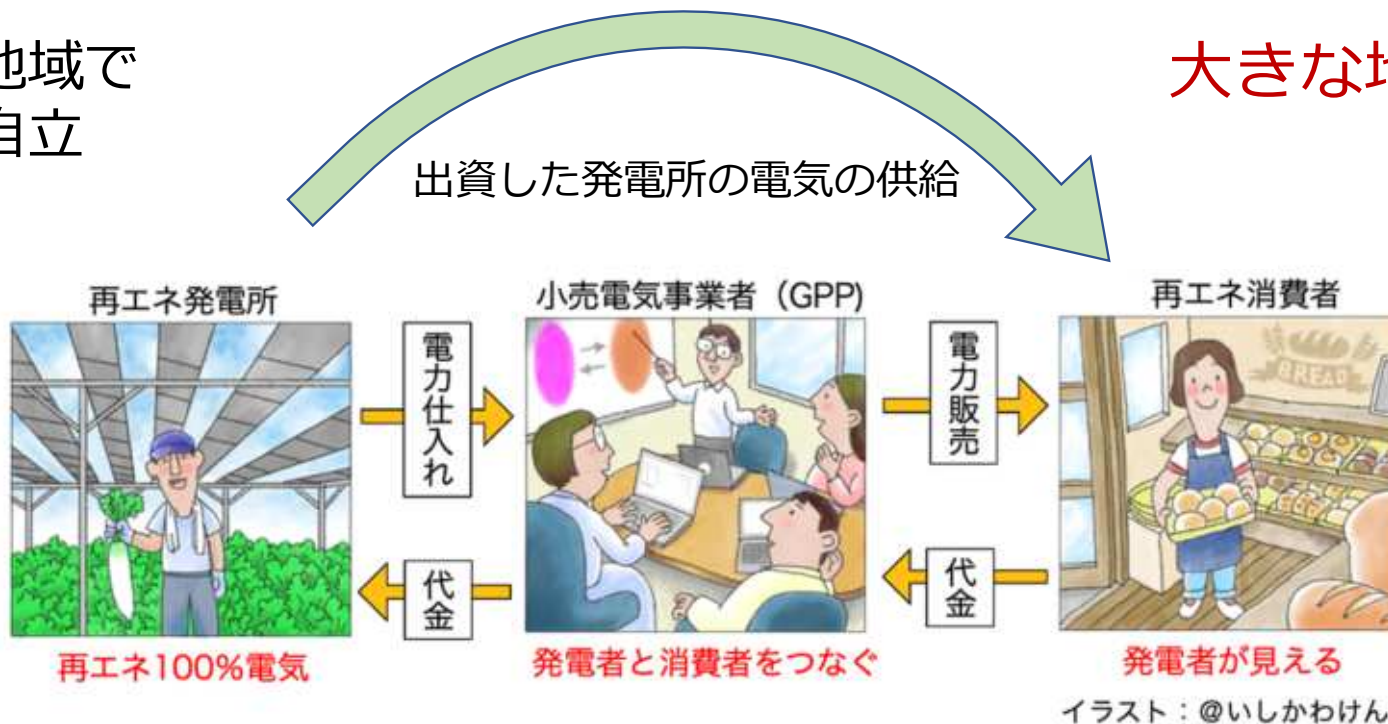 地域で
自立
大きな地
出資した発電所の電気の供給
再エネ発電所
小売電気事業者（GPP)
再エネ消費者
電力仕入れ
電力販売
BREAD
代金
代金
再エネ100%電気
発電者と消費者をつなぐ
発電者が見える
イラスト：@いしかわけん